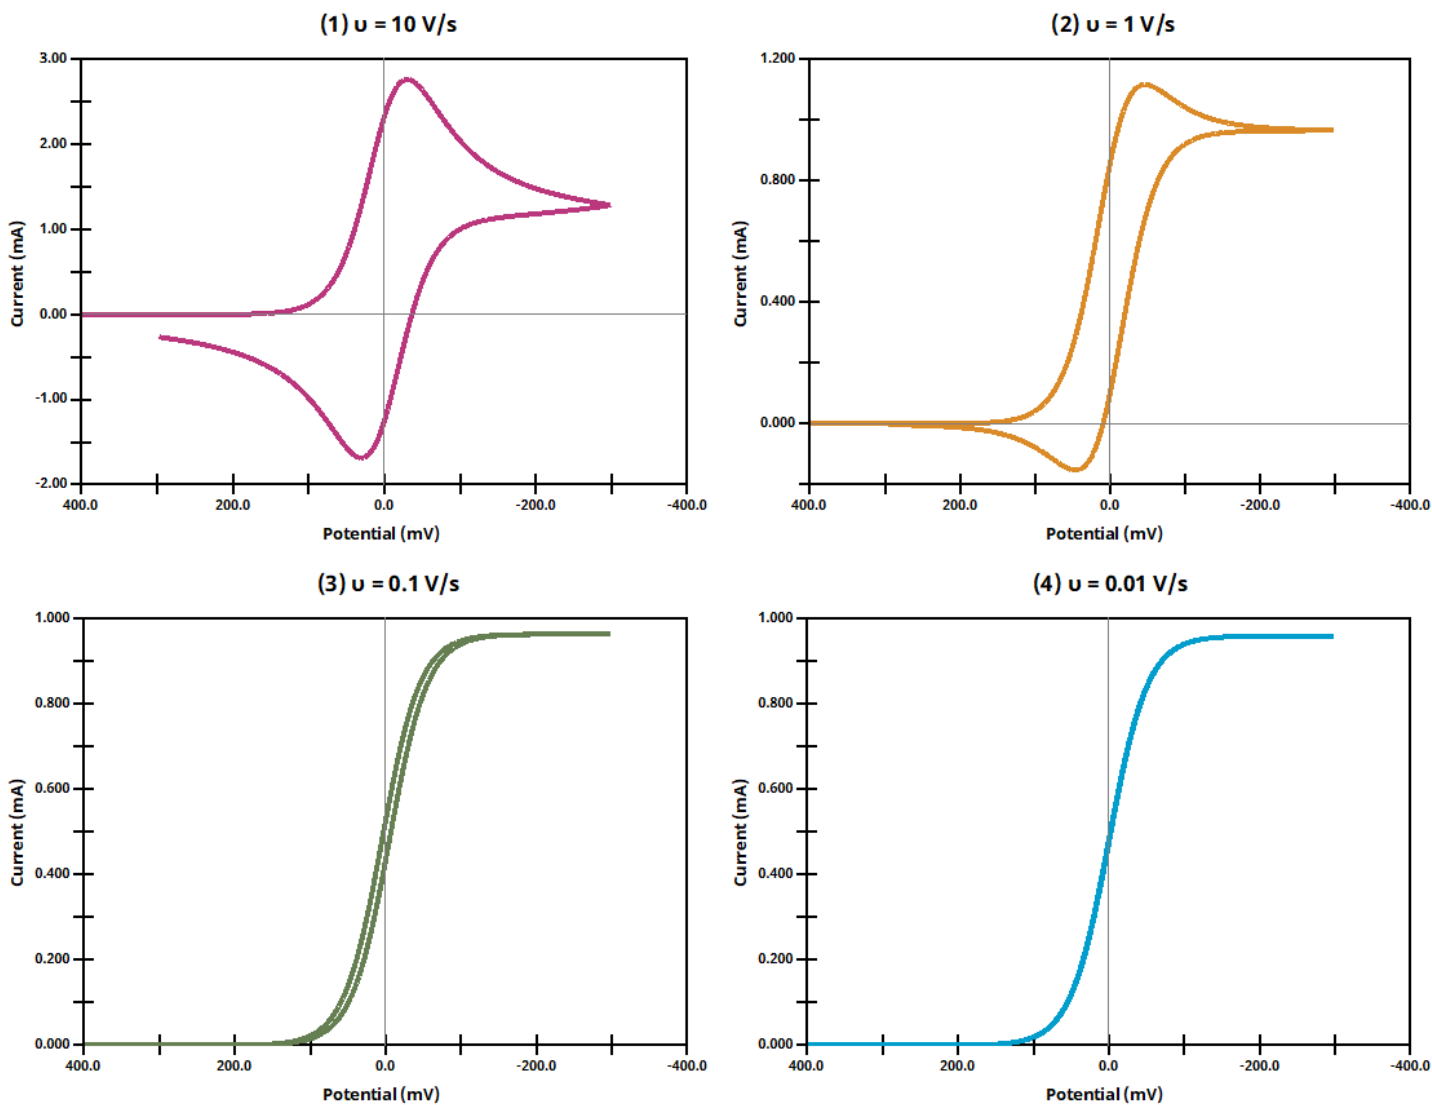 (1) υ = 10 V/s
3.00
2.00
1.00
0.00
-1.00
-2.00
Current (mA)
400.0 200.0 0.0 -200.0 -400.0
Potential (mV)
(2) υ = 1 V/s
1.200
0.800
0.400
0.000
Current (mA)
400.0 200.0 0.0 -200.0 -400.0
Potential (mV)
(3) υ = 0.1 V/s
1.000
0.800
0.600
0.400
0.200
0.000
Current (mA)
400.0 200.0 0.0 -200.0 -400.0
Potential (mV)
(4) υ = 0.01 V/s
1.000
0.800
0.600
0.400
0.200
0.000
Current (mA)
400.0 200.0 0.0 -200.0 -400.0
Potential (mV)